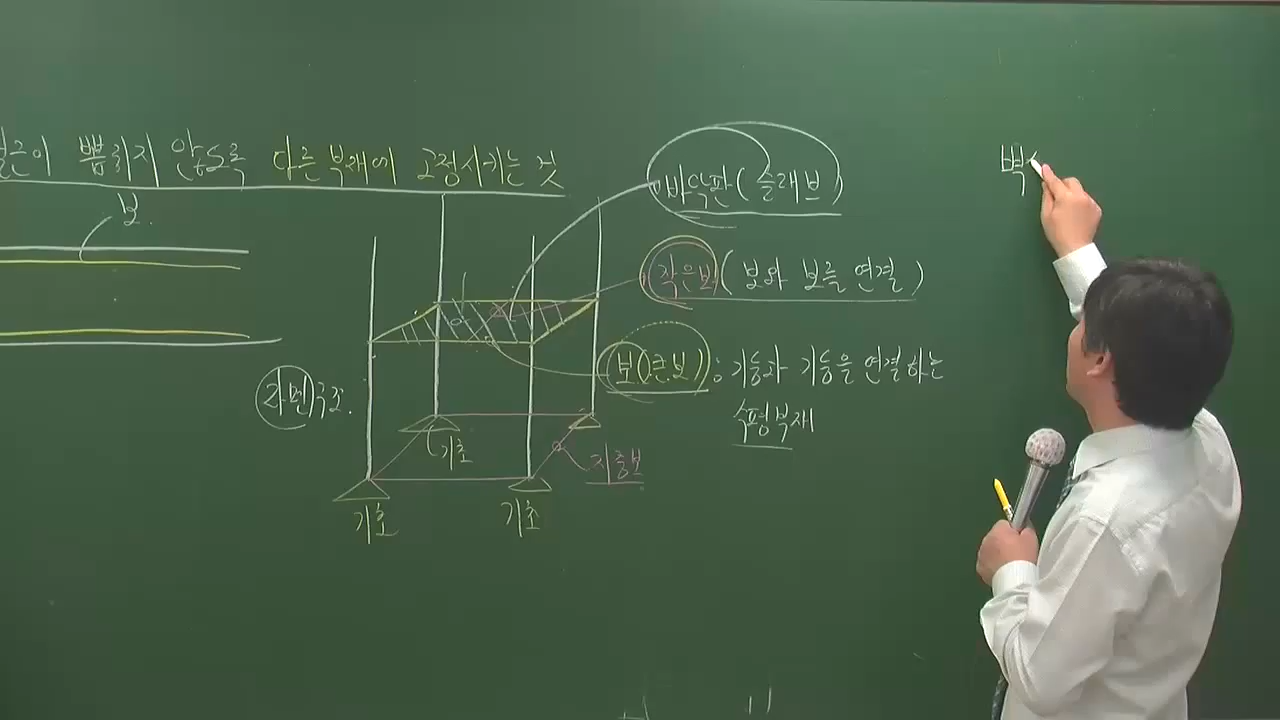 철근이 뽑히지 않도록 다른 부재에 고정시키는 것
보.
바닥판(슬래브)
작은보(보와 보를 연결)
보(큰보): 기둥과 기둥을 연결하는
수평부재
라멘구조.
기초
지중보
기초
기초
벽